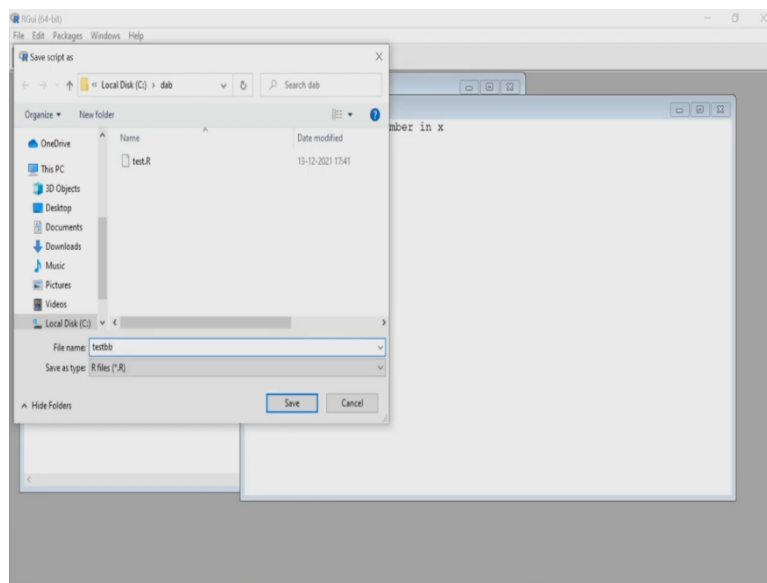 RGui (64-bit)
File Edit Packages Windows Help
Save script as
« Local Disk (C:) › dab
Search dab
Organize New folder
Name Date modified
test.R 13-12-2021 17:41
OneDrive
This PC
3D Objects
Desktop
Documents
Downloads
Music
Pictures
Videos
Local Disk (C:)
File name: testbb
Save as type: R files (*.R)
Hide Folders
Save Cancel
mber in x